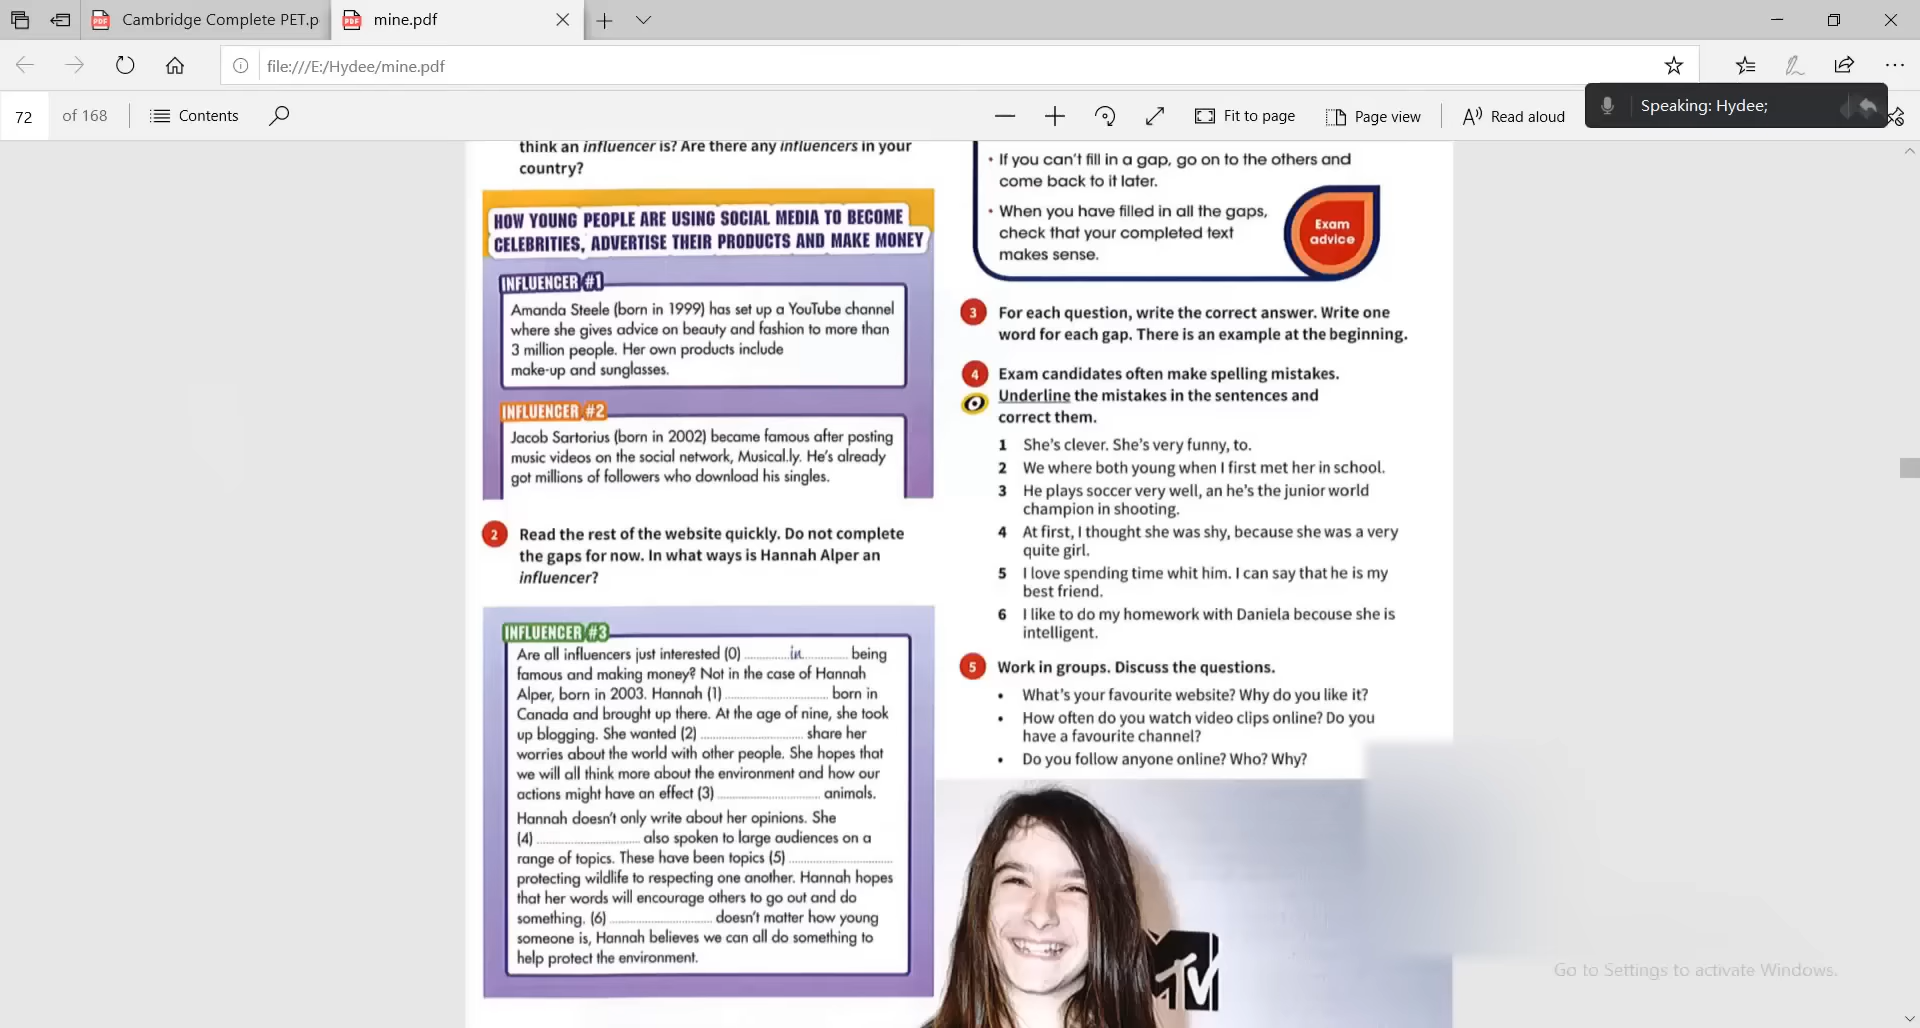 Cambridge Complete PET.p
mine.pdf
file:///E:/Hydee/mine.pdf
Speaking: Hydee;
72 of 168
Contents
Fit to page
Page view
Read aloud
think an influencer is? Are there any influencers in your
country?
HOW YOUNG PEOPLE ARE USING SOCIAL MEDIA TO BECOME
CELEBRITIES, ADVERTISE THEIR PRODUCTS AND MAKE MONEY
INFLUENCER #1
Amanda Steele (born in 1999) has set up a YouTube channel
where she gives advice on beauty and fashion to more than
3 million people. Her own products include
make-up and sunglasses.
INFLUENCER #2
Jacob Sartorius (born in 2002) became famous after posting
music videos on the social network, Musical.ly. He's already
got millions of followers who download his singles.
2 Read the rest of the website quickly. Do not complete
the gaps for now. In what ways is Hannah Alper an
influencer?
INFLUENCER #3
Are all influencers just interested (0) in being
famous and making money? Not in the case of Hannah
Alper, born in 2003. Hannah (1) born in
Canada and brought up there. At the age of nine, she took
up blogging. She wanted (2) share her
worries about the world with other people. She hopes that
we will all think more about the environment and how our
actions might have an effect (3) animals.
Hannah doesn't only write about her opinions. She
(4) also spoken to large audiences on a
range of topics. These have been topics (5)
protecting wildlife to respecting one another. Hannah hopes
that her words will encourage others to go out and do
something. (6) doesn't matter how young
someone is, Hannah believes we can all do something to
help protect the environment.
• If you can't fill in a gap, go on to the others and
come back to it later.
• When you have filled in all the gaps,
check that your completed text
makes sense.
Exam
advice
3 For each question, write the correct answer. Write one
word for each gap. There is an example at the beginning.
4 Exam candidates often make spelling mistakes.
Underline the mistakes in the sentences and
correct them.
1 She's clever. She's very funny, to.
2 We where both young when I first met her in school.
3 He plays soccer very well, an he's the junior world
champion in shooting.
4 At first, I thought she was shy, because she was a very
quite girl.
5 I love spending time whit him. I can say that he is my
best friend.
6 I like to do my homework with Daniela becouse she is
intelligent.
5 Work in groups. Discuss the questions.
• What's your favourite website? Why do you like it?
• How often do you watch video clips online? Do you
have a favourite channel?
• Do you follow anyone online? Who? Why?
MTV
Go to Settings to activate Windows.